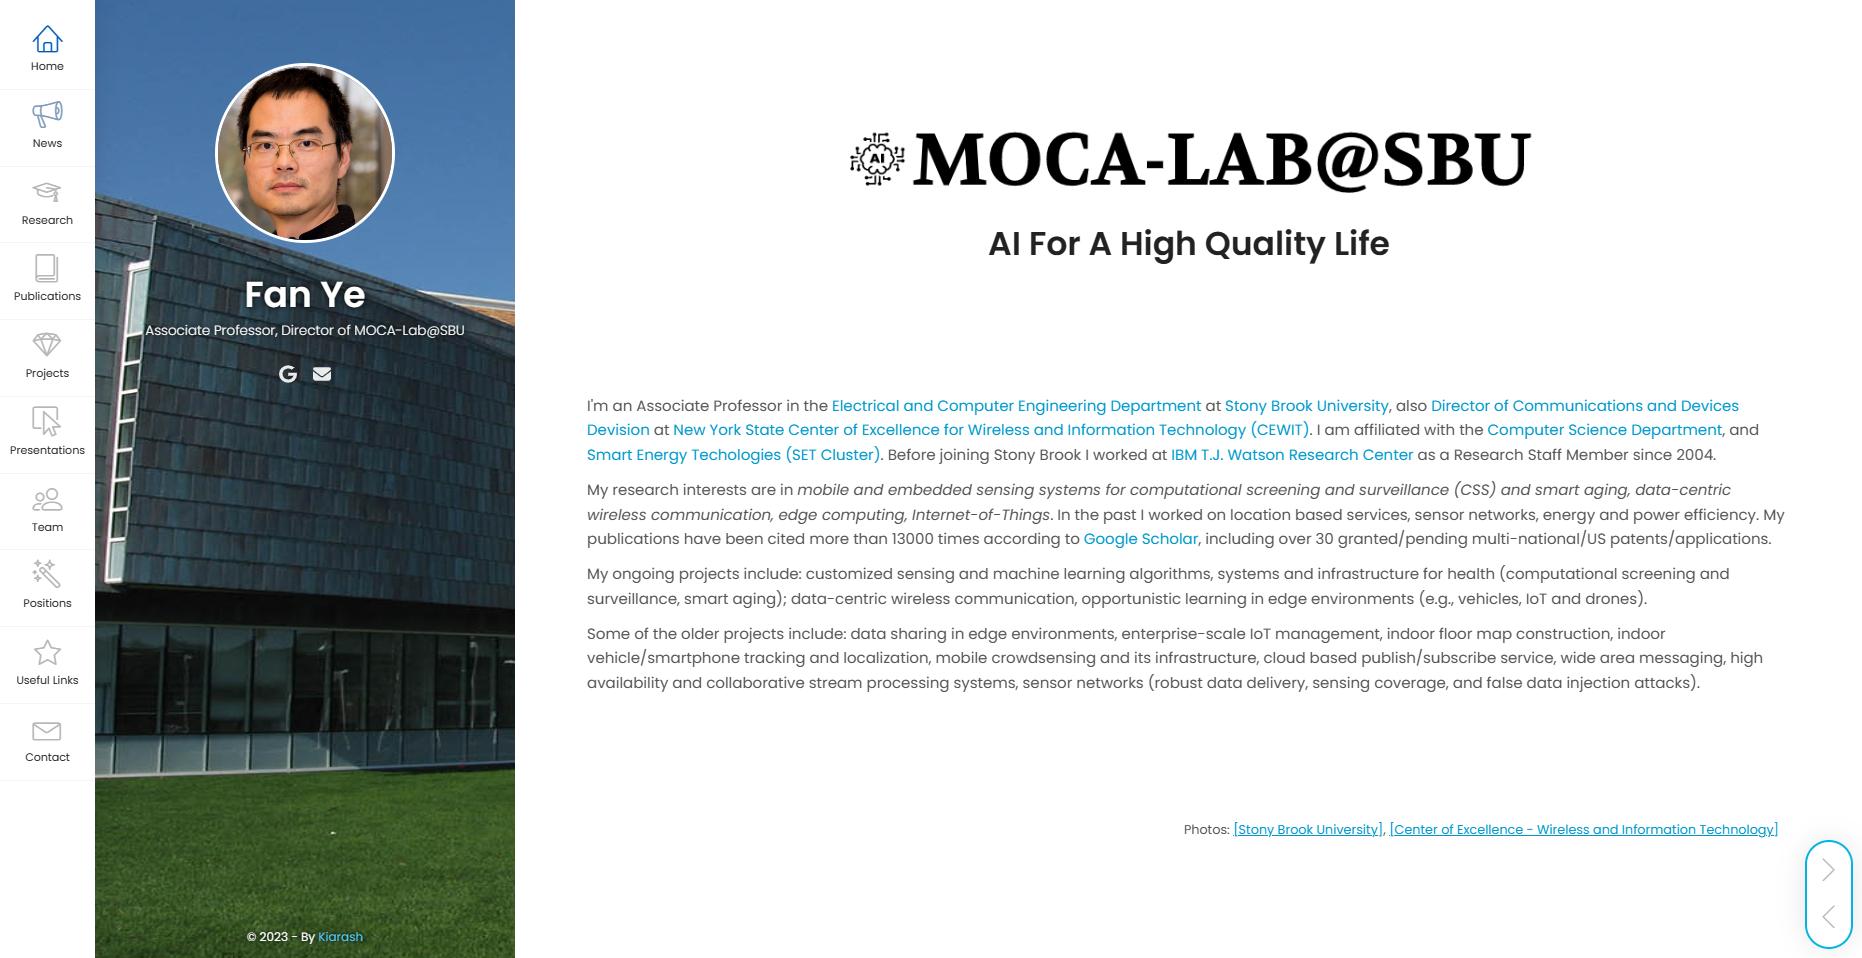 Home
News
Research
Publications
Projects
Presentations
Team
Positions
Useful Links
Contact
Fan Ye
Associate Professor, Director of MOCA-Lab@SBU
© 2023 - By Kiarash
AI MOCA-LAB@SBU
AI For A High Quality Life
I'm an Associate Professor in the Electrical and Computer Engineering Department at Stony Brook University, also Director of Communications and Devices
Devision at New York State Center of Excellence for Wireless and Information Technology (CEWIT). I am affiliated with the Computer Science Department, and
Smart Energy Techologies (SET Cluster). Before joining Stony Brook I worked at IBM T.J. Watson Research Center as a Research Staff Member since 2004.
My research interests are in mobile and embedded sensing systems for computational screening and surveillance (CSS) and smart aging, data-centric
wireless communication, edge computing, Internet-of-Things. In the past I worked on location based services, sensor networks, energy and power efficiency. My
publications have been cited more than 13000 times according to Google Scholar, including over 30 granted/pending multi-national/US patents/applications.
My ongoing projects include: customized sensing and machine learning algorithms, systems and infrastructure for health (computational screening and
surveillance, smart aging); data-centric wireless communication, opportunistic learning in edge environments (e.g., vehicles, IoT and drones).
Some of the older projects include: data sharing in edge environments, enterprise-scale IoT management, indoor floor map construction, indoor
vehicle/smartphone tracking and localization, mobile crowdsensing and its infrastructure, cloud based publish/subscribe service, wide area messaging, high
availability and collaborative stream processing systems, sensor networks (robust data delivery, sensing coverage, and false data injection attacks).
Photos: [Stony Brook University], [Center of Excellence - Wireless and Information Technology]